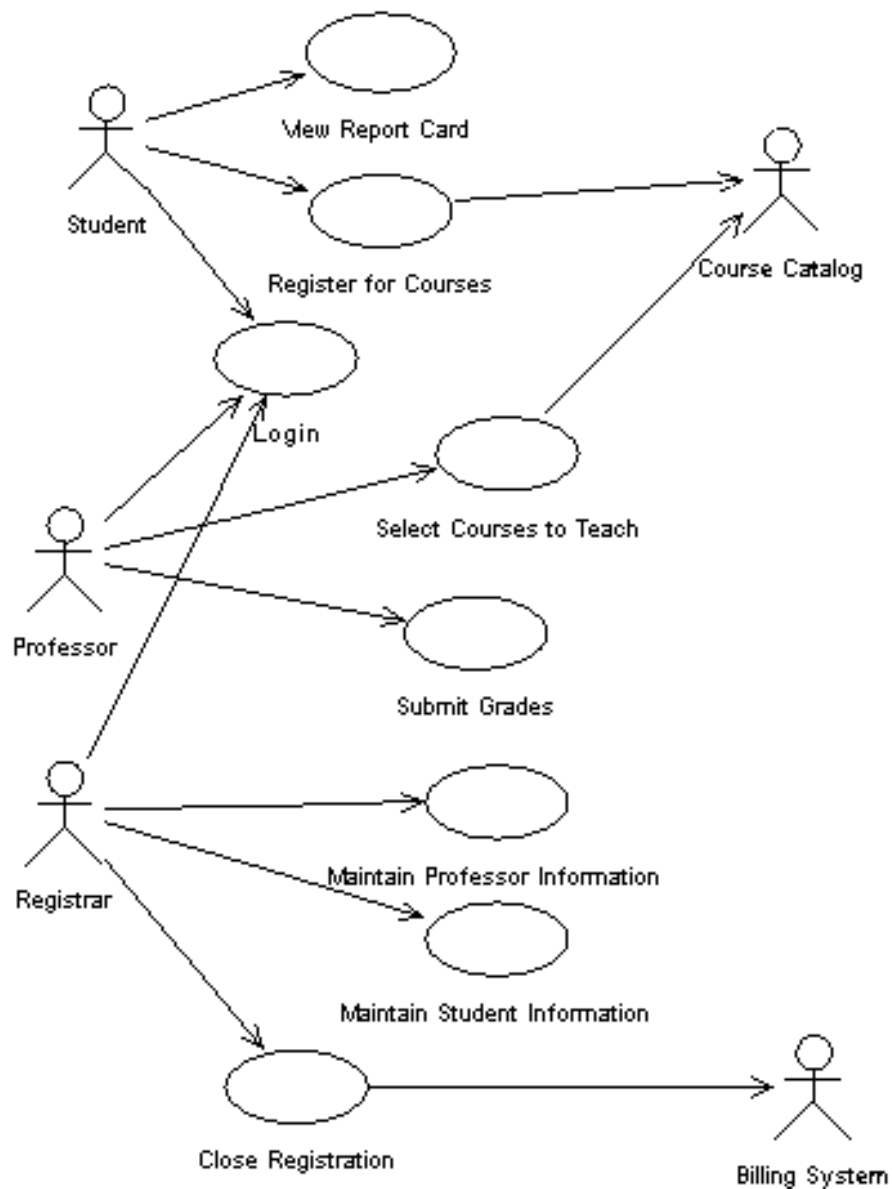 View Report Card
Student
Course Catalog
Register for Courses
Login
Select Courses to Teach
Professor
Submit Grades
Maintain Professor Information
Registrar
Maintain Student Information
Close Registration
Billing System